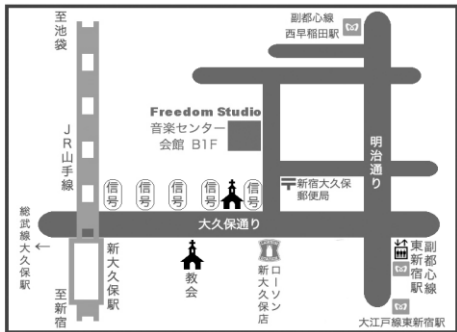 至池袋
副都心線
西早稲田駅
JR山手線
Freedom Studio
音楽センター
会館 B1F
明治通り
信号
信号
信号
信号
信号
新宿大久保
郵便局
総武線大久保駅
←
大久保通り
新大久保駅
教会
ローソン
新大久保店
副都心線
東新宿駅
至新宿
大江戸線東新宿駅